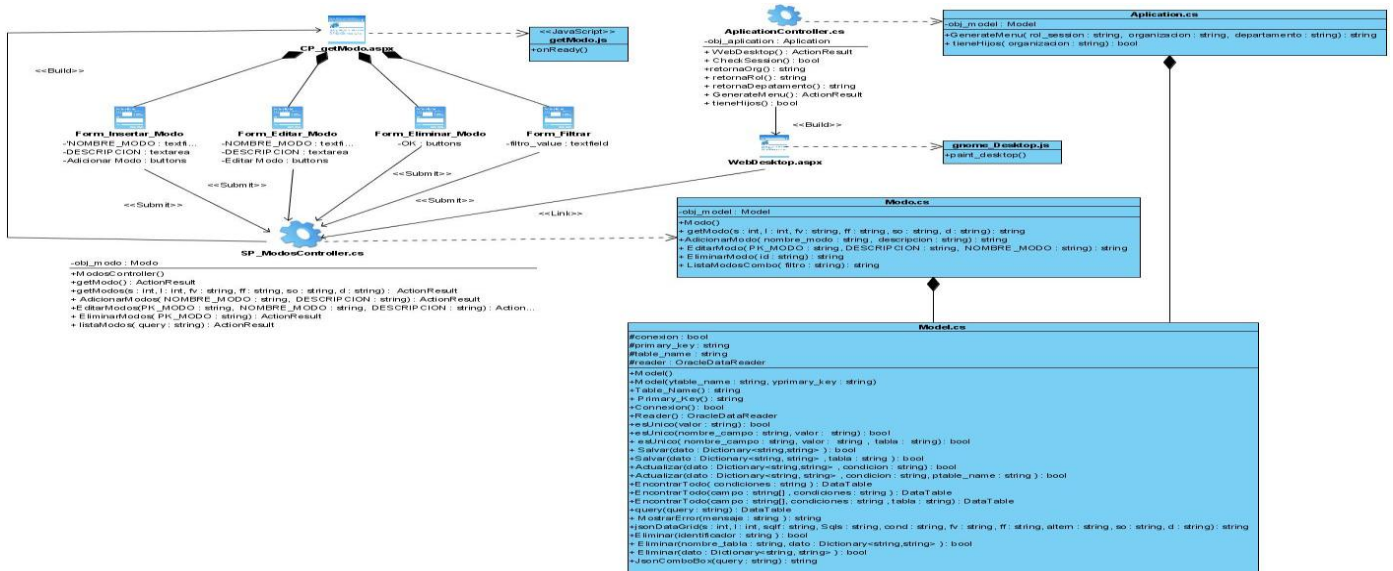 CP_getModo.aspx
<<JavaScript>>
getModo.js
+onReady()
<<Build>>
Form_Insertar_Modo
-'NOMBRE_MODO : textfi...
-DESCRIPCION : textarea
-Adicionar Modo : buttons
Form_Editar_Modo
-NOMBRE_MODO : textfi...
-DESCRIPCION : textarea
-Editar Modo : buttons
Form_Eliminar_Modo
-OK : buttons
Form_Filtrar
-filtro_value : textfield
<<Submit>>
<<Submit>>
<<Submit>>
<<Submit>>
SP_ModosController.cs
-obj_modo : Modo
+ModosController()
+getModo() : ActionResult
+getModos(s : int, l : int, fv : string, ff : string, so : string, d : string) : ActionResult
+ AdicionarModos( NOMBRE_MODO : string, DESCRIPCION : string) : ActionResult
+EditarModos(PK_MODO : string, NOMBRE_MODO : string, DESCRIPCION : string) : Action...
+ EliminarModos( PK_MODO : string) : ActionResult
+ listaModos( query : string) : ActionResult
AplicationController.cs
-obj_aplication : Aplication
+ WebDesktop() : ActionResult
+ CheckSession() : bool
+retornaOrg() : string
+ retornaRol() : string
+ retornaDepatamento() : string
+ GenerateMenu() : ActionResult
+ tieneHijos() : bool
<<Build>>
WebDesktop.aspx
<<Link>>
Aplication.cs
-obj_model : Model
+GenerateMenu( rol_session : string, organizacion : string, departamento : string) : string
+ tieneHijos( organizacion : string) : bool
gnome_Desktop.js
+paint_desktop()
Modo.cs
-obj_model : Model
+Modo()
+ getModo(s : int, l : int, fv : string, ff : string, so : string, d : string) : string
+AdicionarModo( nombre_modo : string, descripcion : string) : string
+ EditarModo( PK_MODO : string, DESCRIPCION : string, NOMBRE_MODO : string) : string
+ EliminarModo( id : string) : string
+ ListaModosCombo( filtro : string) : string
Model.cs
#conexion : bool
#primary_key : string
#table_name : string
#reader : OracleDataReader
+Model()
+Model(ytable_name : string, yprimary_key : string)
+Table_Name() : string
+ Primary_Key() : string
+Connexion() : bool
+Reader() : OracleDataReader
+esUnico(valor : string) : bool
+esUnico(nombre_campo : string, valor : string) : bool
+ esUnico( nombre_campo : string, valor : string , tabla : string) : bool
+ Salvar(dato : Dictionary<string,string> ) : bool
+Salvar(dato : Dictionary<string, string> , tabla : string ) : bool
+Actualizar(dato : Dictionary<string,string> , condicion : string) : bool
+Actualizar(dato : Dictionary<string, string> , condicion : string, ptable_name : string ) : bool
+EncontrarTodo( condiciones : string ) : DataTable
+EncontrarTodo(campo : string[] , condiciones : string ) : DataTable
+EncontrarTodo(campo : string[], condiciones : string , tabla : string) : DataTable
+query(query : string) : DataTable
+ MostrarError(mensaje : string ) : string
+jsonDataGrid(s : int, l : int, sqlf : string, Sqls : string, cond : string, fv : string, ff : string, altern : string, so : string, d : string) : string
+Eliminar(identificador : string ) : bool
+ Eliminar(nombre_tabla : string, dato : Dictionary<string,string> ) : bool
+ Eliminar(dato : Dictionary<string, string> ) : bool
+JsonComboBox(query : string) : string